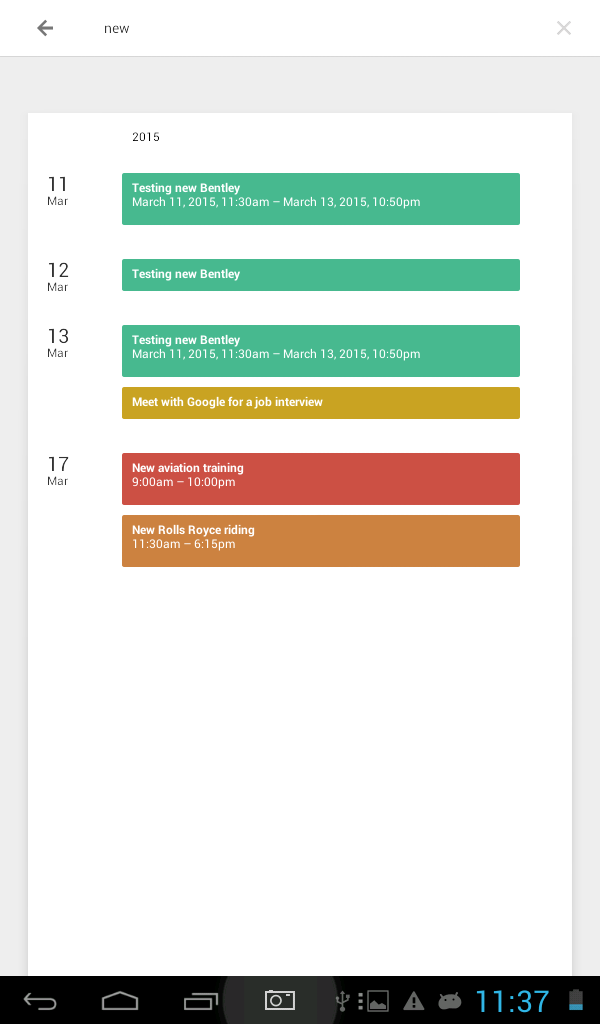 new
2015
11
Mar
Testing new Bentley
March 11, 2015, 11:30am – March 13, 2015, 10:50pm
12
Mar
Testing new Bentley
13
Mar
Testing new Bentley
March 11, 2015, 11:30am – March 13, 2015, 10:50pm
Meet with Google for a job interview
17
Mar
New aviation training
9:00am – 10:00pm
New Rolls Royce riding
11:30am – 6:15pm
11:37